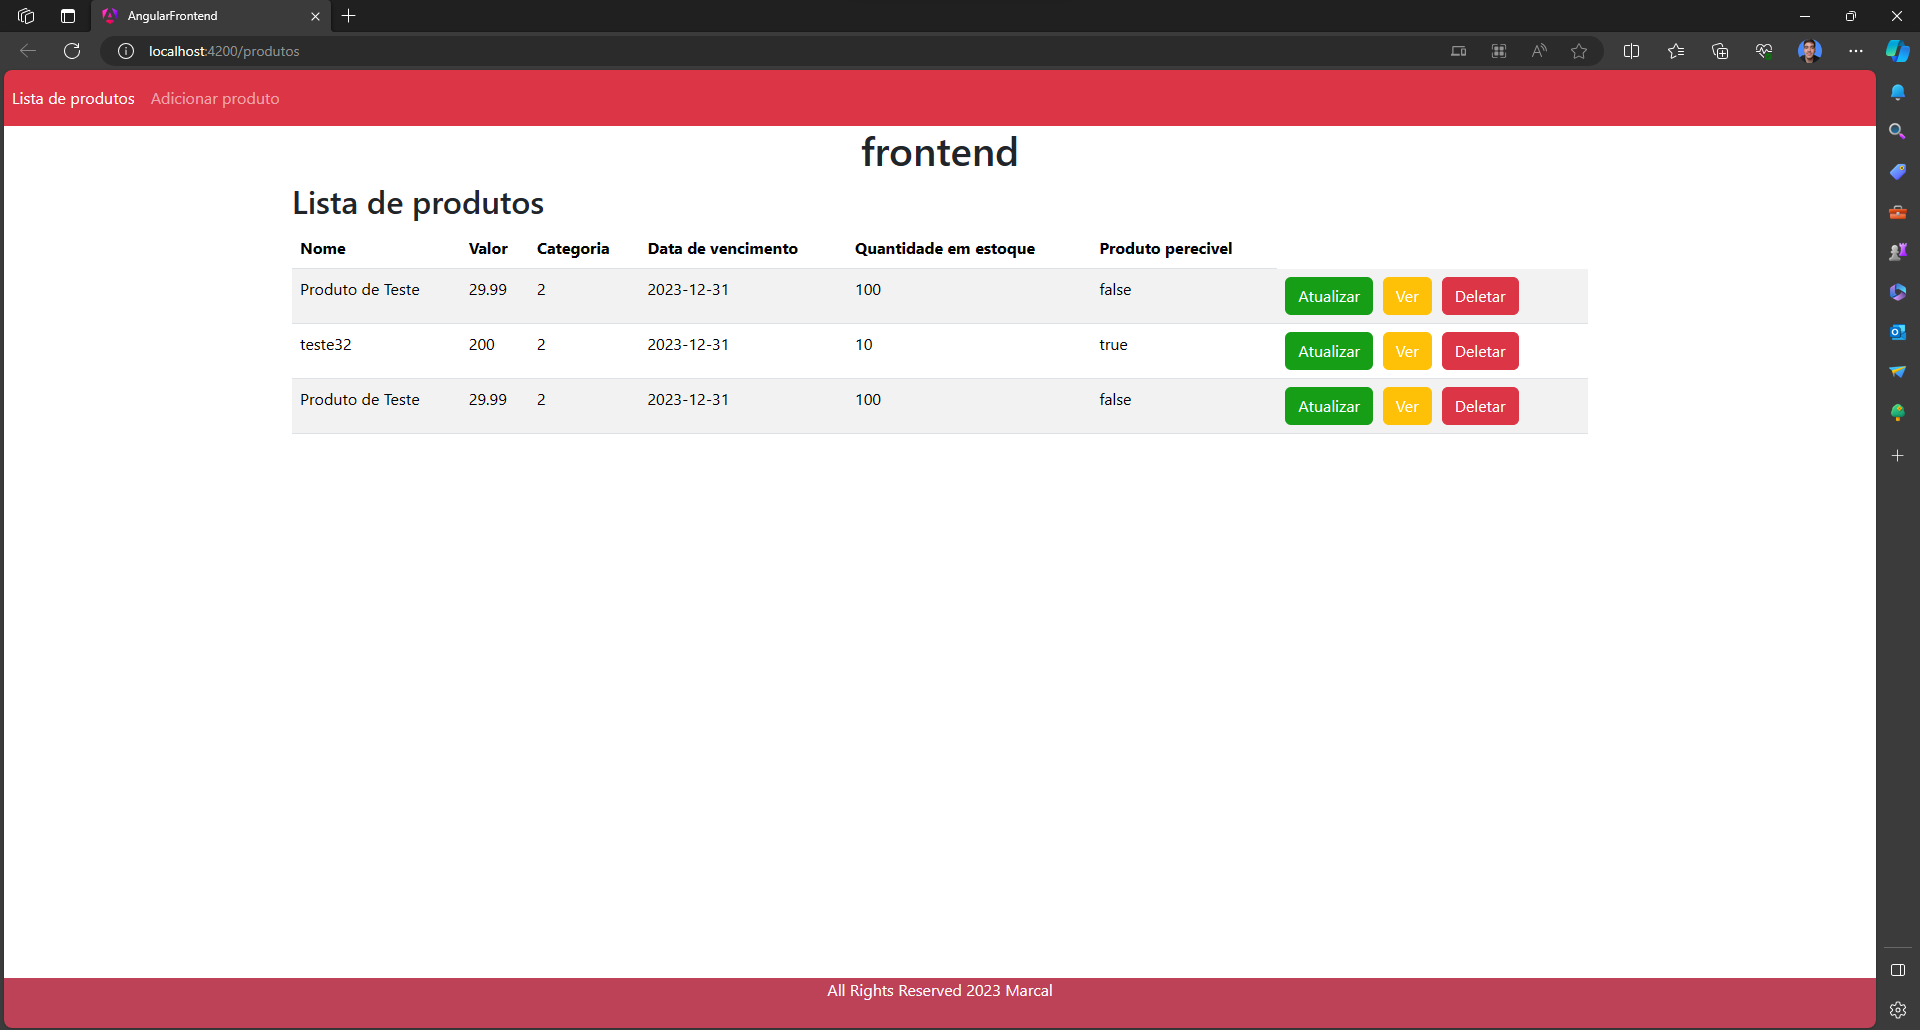 AngularFrontend
localhost:4200/produtos
Lista de produtos Adicionar produto
frontend
Lista de produtos
Nome Valor Categoria Data de vencimento Quantidade em estoque Produto perecivel
Produto de Teste 29.99 2 2023-12-31 100 false Atualizar Ver Deletar
teste32 200 2 2023-12-31 10 true Atualizar Ver Deletar
Produto de Teste 29.99 2 2023-12-31 100 false Atualizar Ver Deletar
All Rights Reserved 2023 Marcal